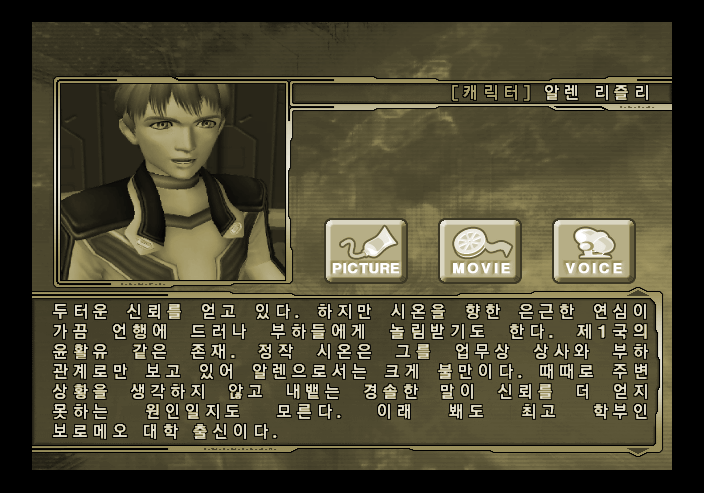 [캐릭터] 알렌 리즐리
PICTURE
MOVIE
VOICE
두터운 신뢰를 얻고 있다. 하지만 시온을 향한 은근한 연심이
가끔 언행에 드러나 부하들에게 놀림받기도 한다. 제1국의
윤활유 같은 존재. 정작 시온은 그를 업무상 상사와 부하
관계로만 보고 있어 알렌으로서는 크게 불만이다. 때때로 주변
상황을 생각하지 않고 내뱉는 경솔한 말이 신뢰를 더 얻지
못하는 원인일지도 모른다. 이래 봬도 최고 학부인
보로메오 대학 출신이다.